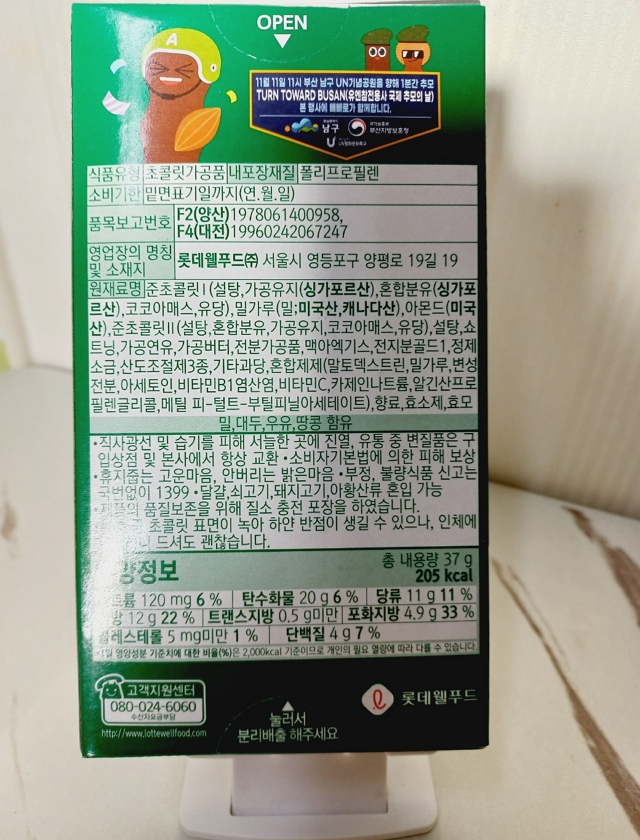 OPEN
A
11월 11일 11시 부산 남구 UN기념공원을 향해 1분간 추모
TURN TOWARD BUSAN(유엔참전용사 국제 추모의 날)
본 행사에 빼빼로가 함께합니다.
남구
국가보훈부
부산지방보훈청
UN평화문화특구
식품유형 초콜릿가공품 내포장재질 폴리프로필렌
소비기한 밑면표기일까지(연.월.일)
품목보고번호 F2(양산)1978061400958,
F4(대전)19960242067247
영업장의 명칭 및 소재지 롯데웰푸드㈜ 서울시 영등포구 양평로 19길 19
원재료명 준초콜릿Ⅰ(설탕,가공유지(싱가포르산),혼합분유(싱가포
르산),코코아매스,유당),밀가루(밀:미국산,캐나다산),아몬드(미국
산),준초콜릿Ⅱ(설탕,혼합분유,가공유지,코코아매스,유당),설탕,쇼
트닝,가공연유,가공버터,전분가공품,맥아엑기스,전지분골드1,정제
소금,산도조절제3종,기타과당,혼합제제(말토덱스트린,밀가루,변성
전분,아세토인,비타민B1염산염,비타민C,카제인나트륨,알긴산프로
필렌글리콜,메틸 피-털트-부틸피닐아세테이트),향료,효소제,효모
밀,대두,우유,땅콩 함유
•직사광선 및 습기를 피해 서늘한 곳에 진열, 유통 중 변질품은 구
입상점 및 본사에서 항상 교환 •소비자기본법에 의한 피해 보상
•휴지줍는 고운마음, 안버리는 밝은마음 •부정, 불량식품 신고는
국번없이 1399 •달걀,쇠고기,돼지고기,아황산류 혼입 가능
•제품의 품질보존을 위해 질소 충전 포장을 하였습니다.
초콜릿 표면이 녹아 하얀 반점이 생길 수 있으나, 인체에
드셔도 괜찮습니다.
총 내용량 37 g
양정보 205 kcal
륨 120 mg 6 % 탄수화물 20 g 6 % 당류 11 g 11 %
방 12 g 22 % 트랜스지방 0.5 g미만 포화지방 4.9 g 33 %
콜레스테롤 5 mg미만 1 % 단백질 4 g 7 %
*1일 영양성분 기준치에 대한 비율(%)은 2,000kcal 기준이므로 개인의 필요 열량에 따라 다를 수 있습니다.
고객지원센터
080-024-6060
수신자요금부담
http://www.lottewellfood.com
눌러서
분리배출 해주세요
롯데웰푸드